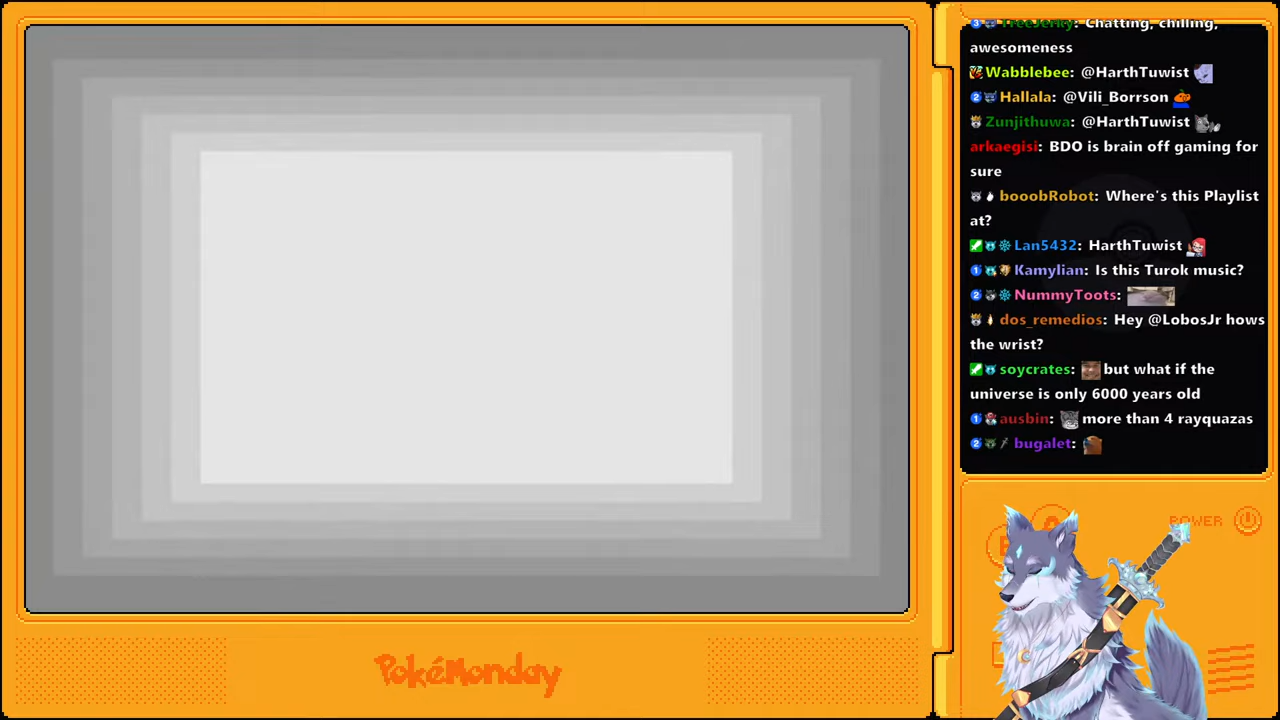 TreeJerky: Chatting, chilling,
awesomeness
Wabblebee: @HarthTuwist
Hallala: @Vili_Borrson
Zunjithuwa: @HarthTuwist
arkaegisi: BDO is brain off gaming for
sure
booobRobot: Where's this Playlist
at?
Lan5432: HarthTuwist
Kamylian: Is this Turok music?
NummyToots:
dos_remedios: Hey @LobosJr hows
the wrist?
soycrates: but what if the
universe is only 6000 years old
ausbin: more than 4 rayquazas
bugalet:
POWER
A
B
PokéMonday